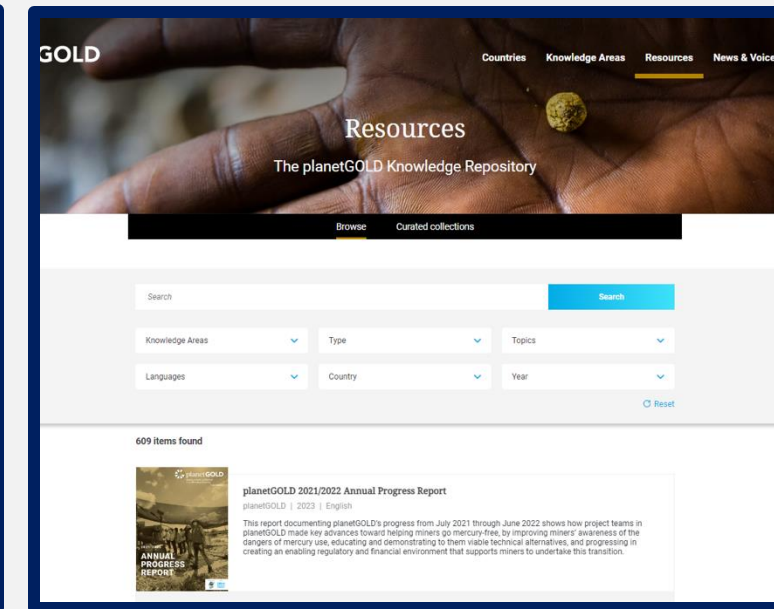 GOLD
Countries Knowledge Areas Resources News & Voice
Resources
The planetGOLD Knowledge Repository
Browse Curated collections
Search Search
Knowledge Areas Type Topics
Languages Country Year
Reset
609 items found
planetGOLD
planetGOLD 2021/2022 Annual Progress Report
planetGOLD | 2023 | English
This report documenting planetGOLD's progress from July 2021 through June 2022 shows how project teams in
planetGOLD made key advances toward helping miners go mercury-free, by improving miners' awareness of the
dangers of mercury use, educating and demonstrating to them viable technical alternatives, and progressing in
creating an enabling regulatory and financial environment that supports miners to undertake this transition.
ANNUAL
PROGRESS
REPORT